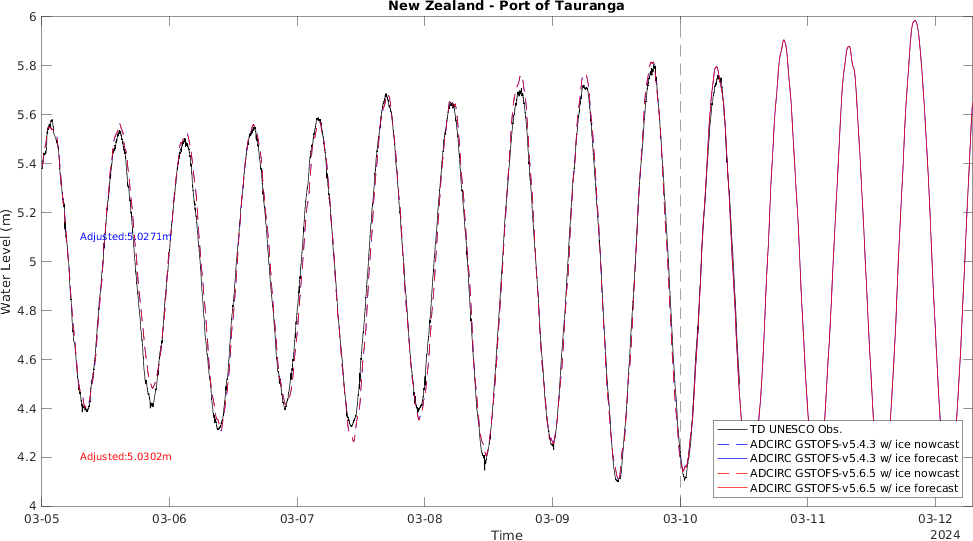 New Zealand - Port of Tauranga
6
5.8
5.6
5.4
5.2
5
4.8
4.6
4.4
4.2
4
Water Level (m)
Adjusted:5.0271m
Adjusted:5.0302m
TD UNESCO Obs.
ADCIRC GSTOFS-v5.4.3 w/ ice nowcast
ADCIRC GSTOFS-v5.4.3 w/ ice forecast
ADCIRC GSTOFS-v5.6.5 w/ ice nowcast
ADCIRC GSTOFS-v5.6.5 w/ ice forecast
03-05 03-06 03-07 03-08 03-09 03-10 03-11 03-12
Time
2024